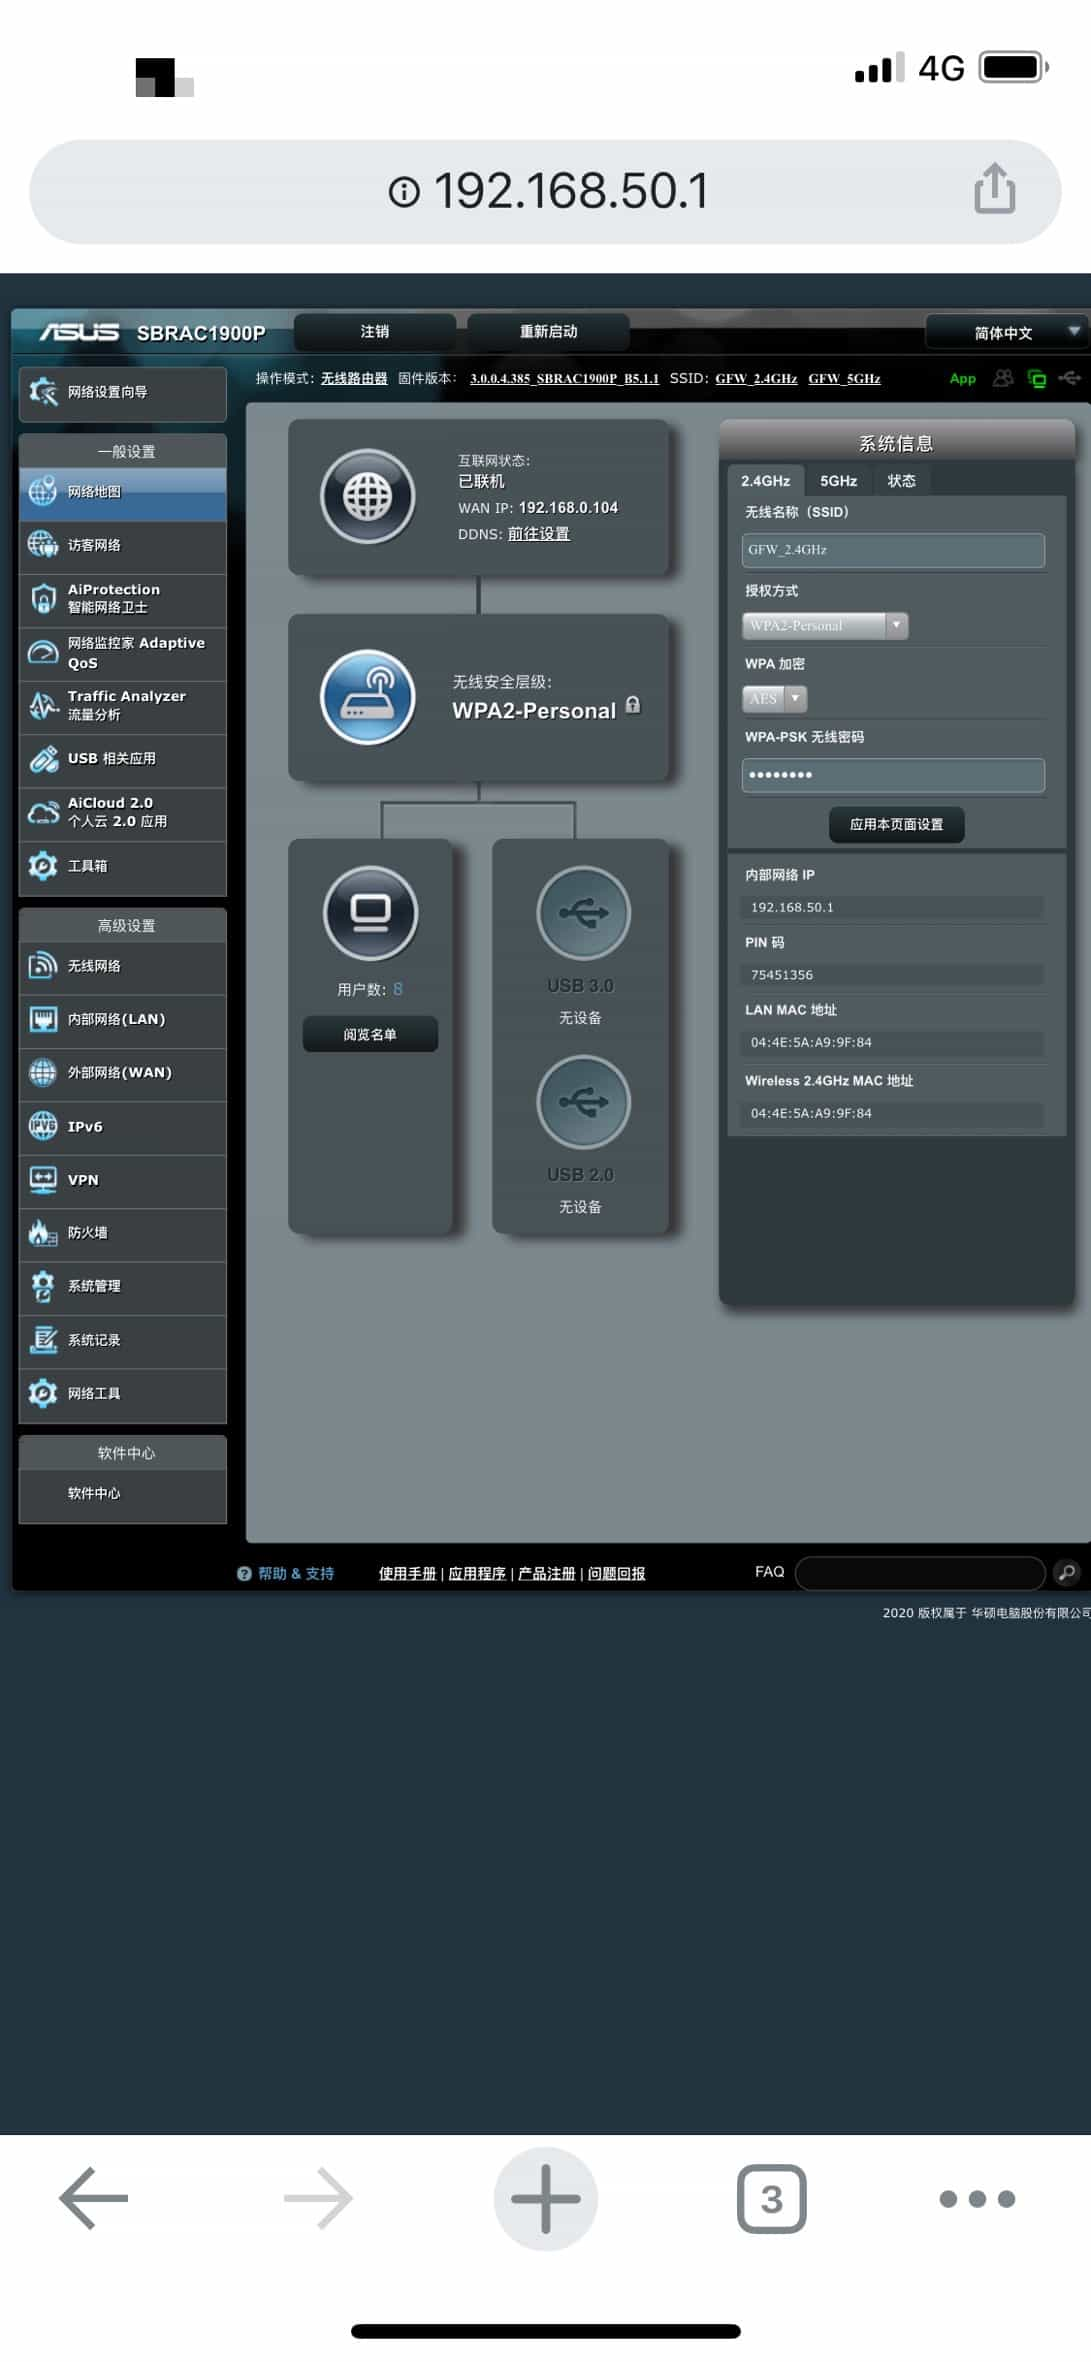 4G
192.168.50.1
ASUS SBRAC1900P 注销 重新启动 简体中文
操作模式: 无线路由器 固件版本: 3.0.0.4.385_SBRAC1900P_B5.1.1 SSID: GFW_2.4GHz GFW_5GHz App
网络设置向导
一般设置
网络地图
访客网络
AiProtection
智能网络卫士
网络监控家 Adaptive
QoS
Traffic Analyzer
流量分析
USB 相关应用
AiCloud 2.0
个人云 2.0 应用
工具箱
高级设置
无线网络
内部网络(LAN)
外部网络(WAN)
IPv6
VPN
防火墙
系统管理
系统记录
网络工具
软件中心
软件中心
互联网状态:
已联机
WAN IP: 192.168.0.104
DDNS: 前往设置
无线安全层级:
WPA2-Personal
用户数: 8
阅览名单
USB 3.0
无设备
USB 2.0
无设备
系统信息
2.4GHz 5GHz 状态
无线名称（SSID）
GFW_2.4GHz
授权方式
WPA2-Personal
WPA 加密
AES
WPA-PSK 无线密码
••••••••
应用本页面设置
内部网络 IP
192.168.50.1
PIN 码
75451356
LAN MAC 地址
04:4E:5A:A9:9F:84
Wireless 2.4GHz MAC 地址
04:4E:5A:A9:9F:84
帮助 & 支持 使用手册 | 应用程序 | 产品注册 | 问题回报 FAQ
2020 版权属于 华硕电脑股份有限公司
3